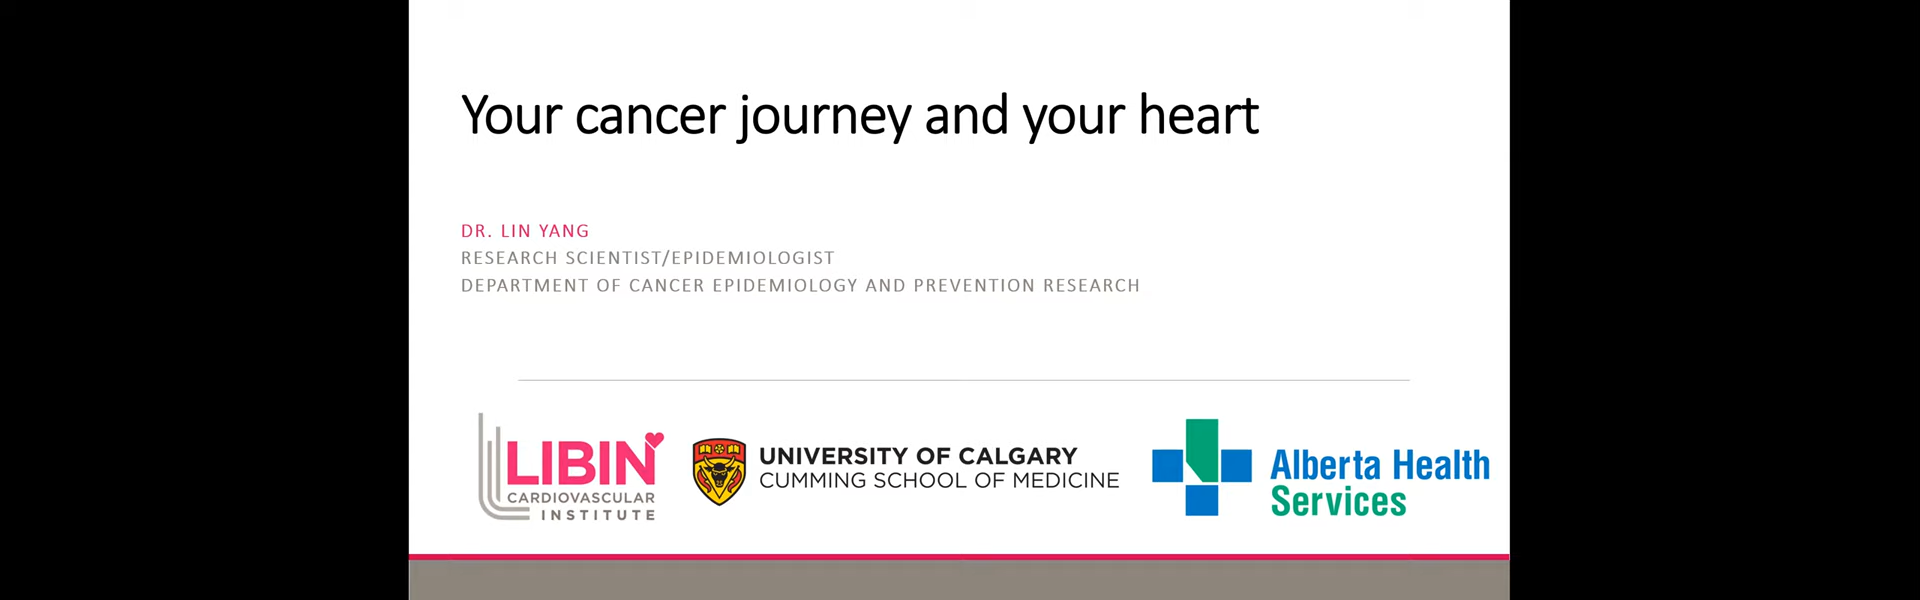 Your cancer journey and your heart
DR. LIN YANG
RESEARCH SCIENTIST/EPIDEMIOLOGIST
DEPARTMENT OF CANCER EPIDEMIOLOGY AND PREVENTION RESEARCH
LIBIN
CARDIOVASCULAR
INSTITUTE
UNIVERSITY OF CALGARY
CUMMING SCHOOL OF MEDICINE
Alberta Health
Services